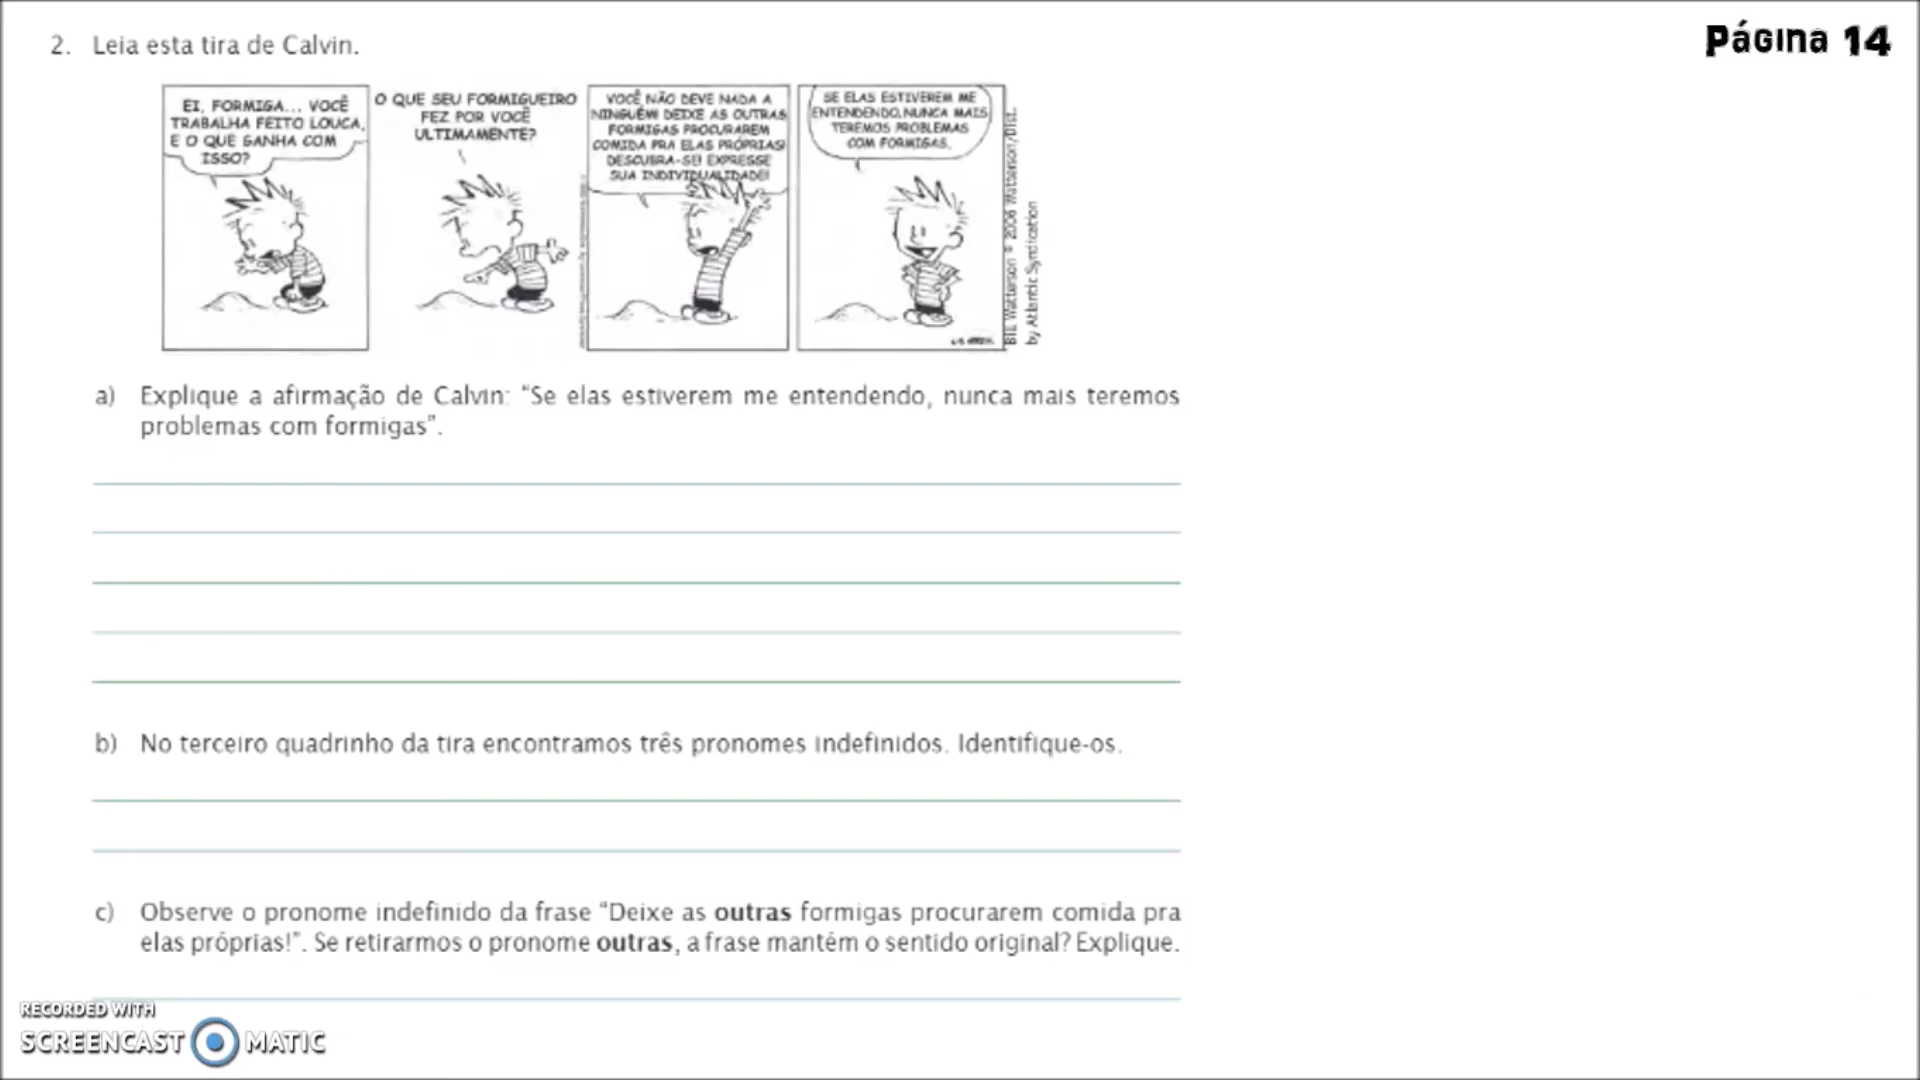 Página 14
2. Leia esta tira de Calvin.
EI, FORMIGA... VOCÊ
TRABALHA FEITO LOUCA,
E O QUE GANHA COM
ISSO?
O QUE SEU FORMIGUEIRO
FEZ POR VOCÊ
ULTIMAMENTE?
VOCÊ NÃO DEVE NADA A
NINGUÉM! DEIXE AS OUTRAS
FORMIGAS PROCURAREM
COMIDA PRA ELAS PRÓPRIAS!
DESCUBRA-SE! EXPRESSE
SUA INDIVIDUALIDADE!
SE ELAS ESTIVEREM ME
ENTENDENDO, NUNCA MAIS
TEREMOS PROBLEMAS
COM FORMIGAS.
Bill Watterson © 2006 Watterson/Dist.
by Atlantic Syndication
a) Explique a afirmação de Calvin: “Se elas estiverem me entendendo, nunca mais teremos
problemas com formigas”.
b) No terceiro quadrinho da tira encontramos três pronomes indefinidos. Identifique-os.
c) Observe o pronome indefinido da frase “Deixe as outras formigas procurarem comida pra
elas próprias!”. Se retirarmos o pronome outras, a frase mantém o sentido original? Explique.
RECORDED WITH
SCREENCAST MATIC